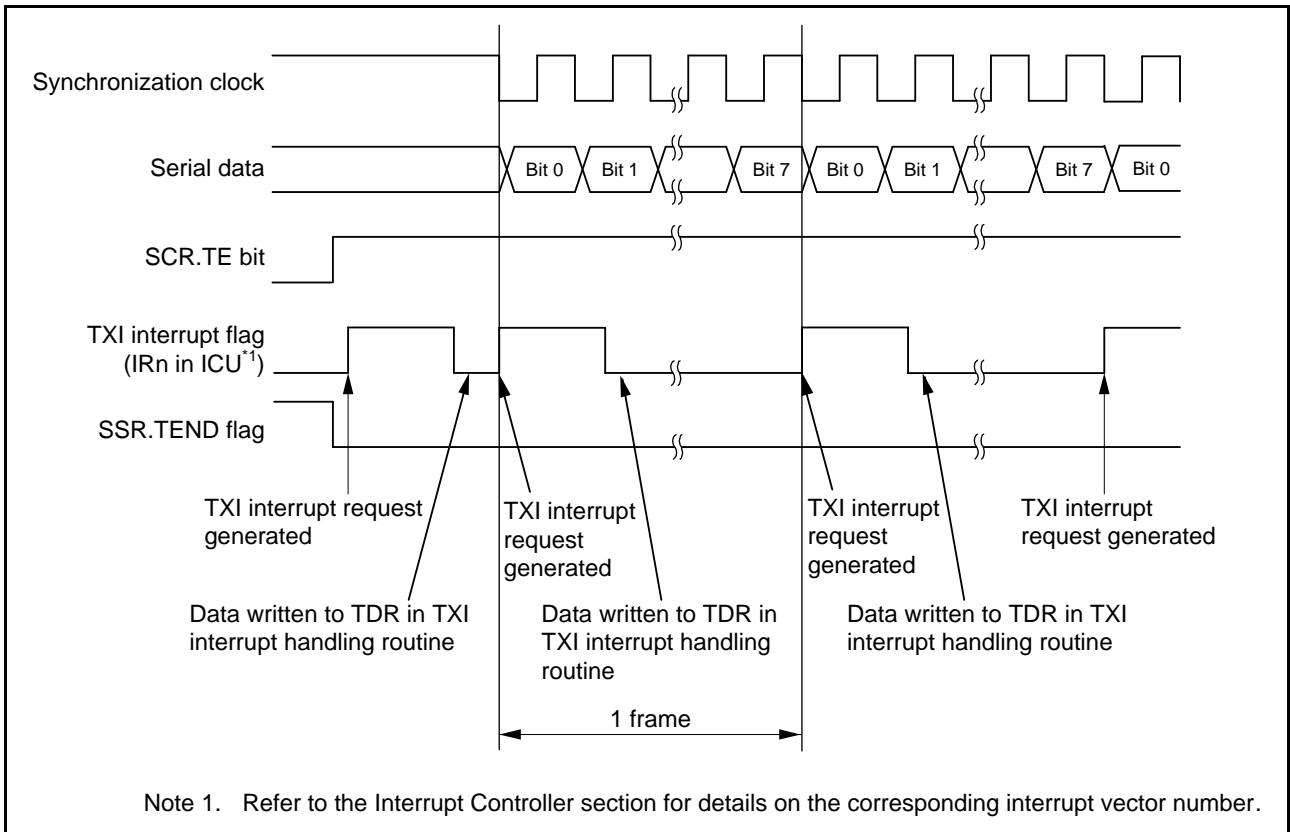 Synchronization clock
Serial data
Bit 0 Bit 1 Bit 7 Bit 0 Bit 1 Bit 7 Bit 0
SCR.TE bit
TXI interrupt flag
(IRn in ICU*1)
SSR.TEND flag
TXI interrupt request
generated
TXI interrupt
request
generated
TXI interrupt
request
generated
TXI interrupt
request generated
Data written to TDR in TXI
interrupt handling routine
Data written to TDR in
TXI interrupt handling
routine
Data written to TDR in TXI
interrupt handling routine
1 frame
Note 1. Refer to the Interrupt Controller section for details on the corresponding interrupt vector number.